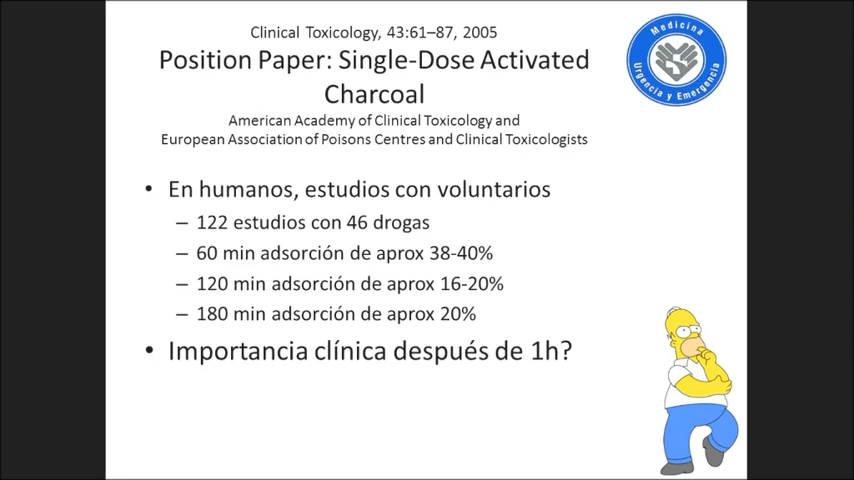 Clinical Toxicology, 43:61–87, 2005
Position Paper: Single-Dose Activated
Charcoal
American Academy of Clinical Toxicology and
European Association of Poisons Centres and Clinical Toxicologists
Medicina
Urgencia y Emergencia
• En humanos, estudios con voluntarios
– 122 estudios con 46 drogas
– 60 min adsorción de aprox 38-40%
– 120 min adsorción de aprox 16-20%
– 180 min adsorción de aprox 20%
• Importancia clínica después de 1h?